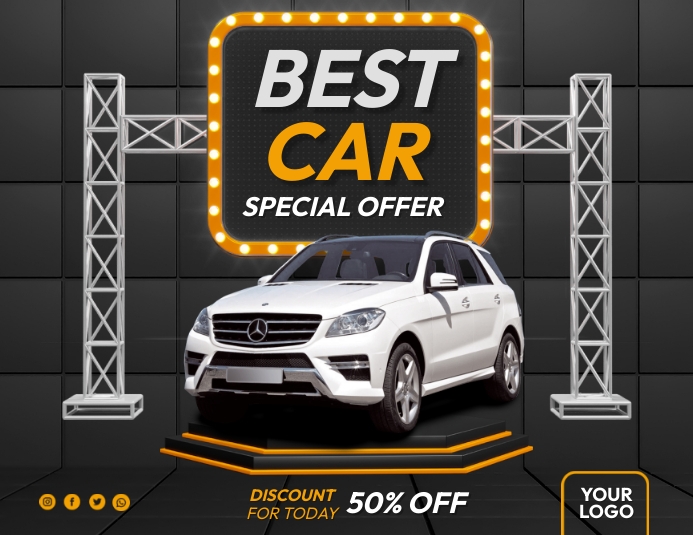 BEST
CAR
SPECIAL OFFER
DISCOUNT
FOR TODAY
50% OFF
YOUR
LOGO